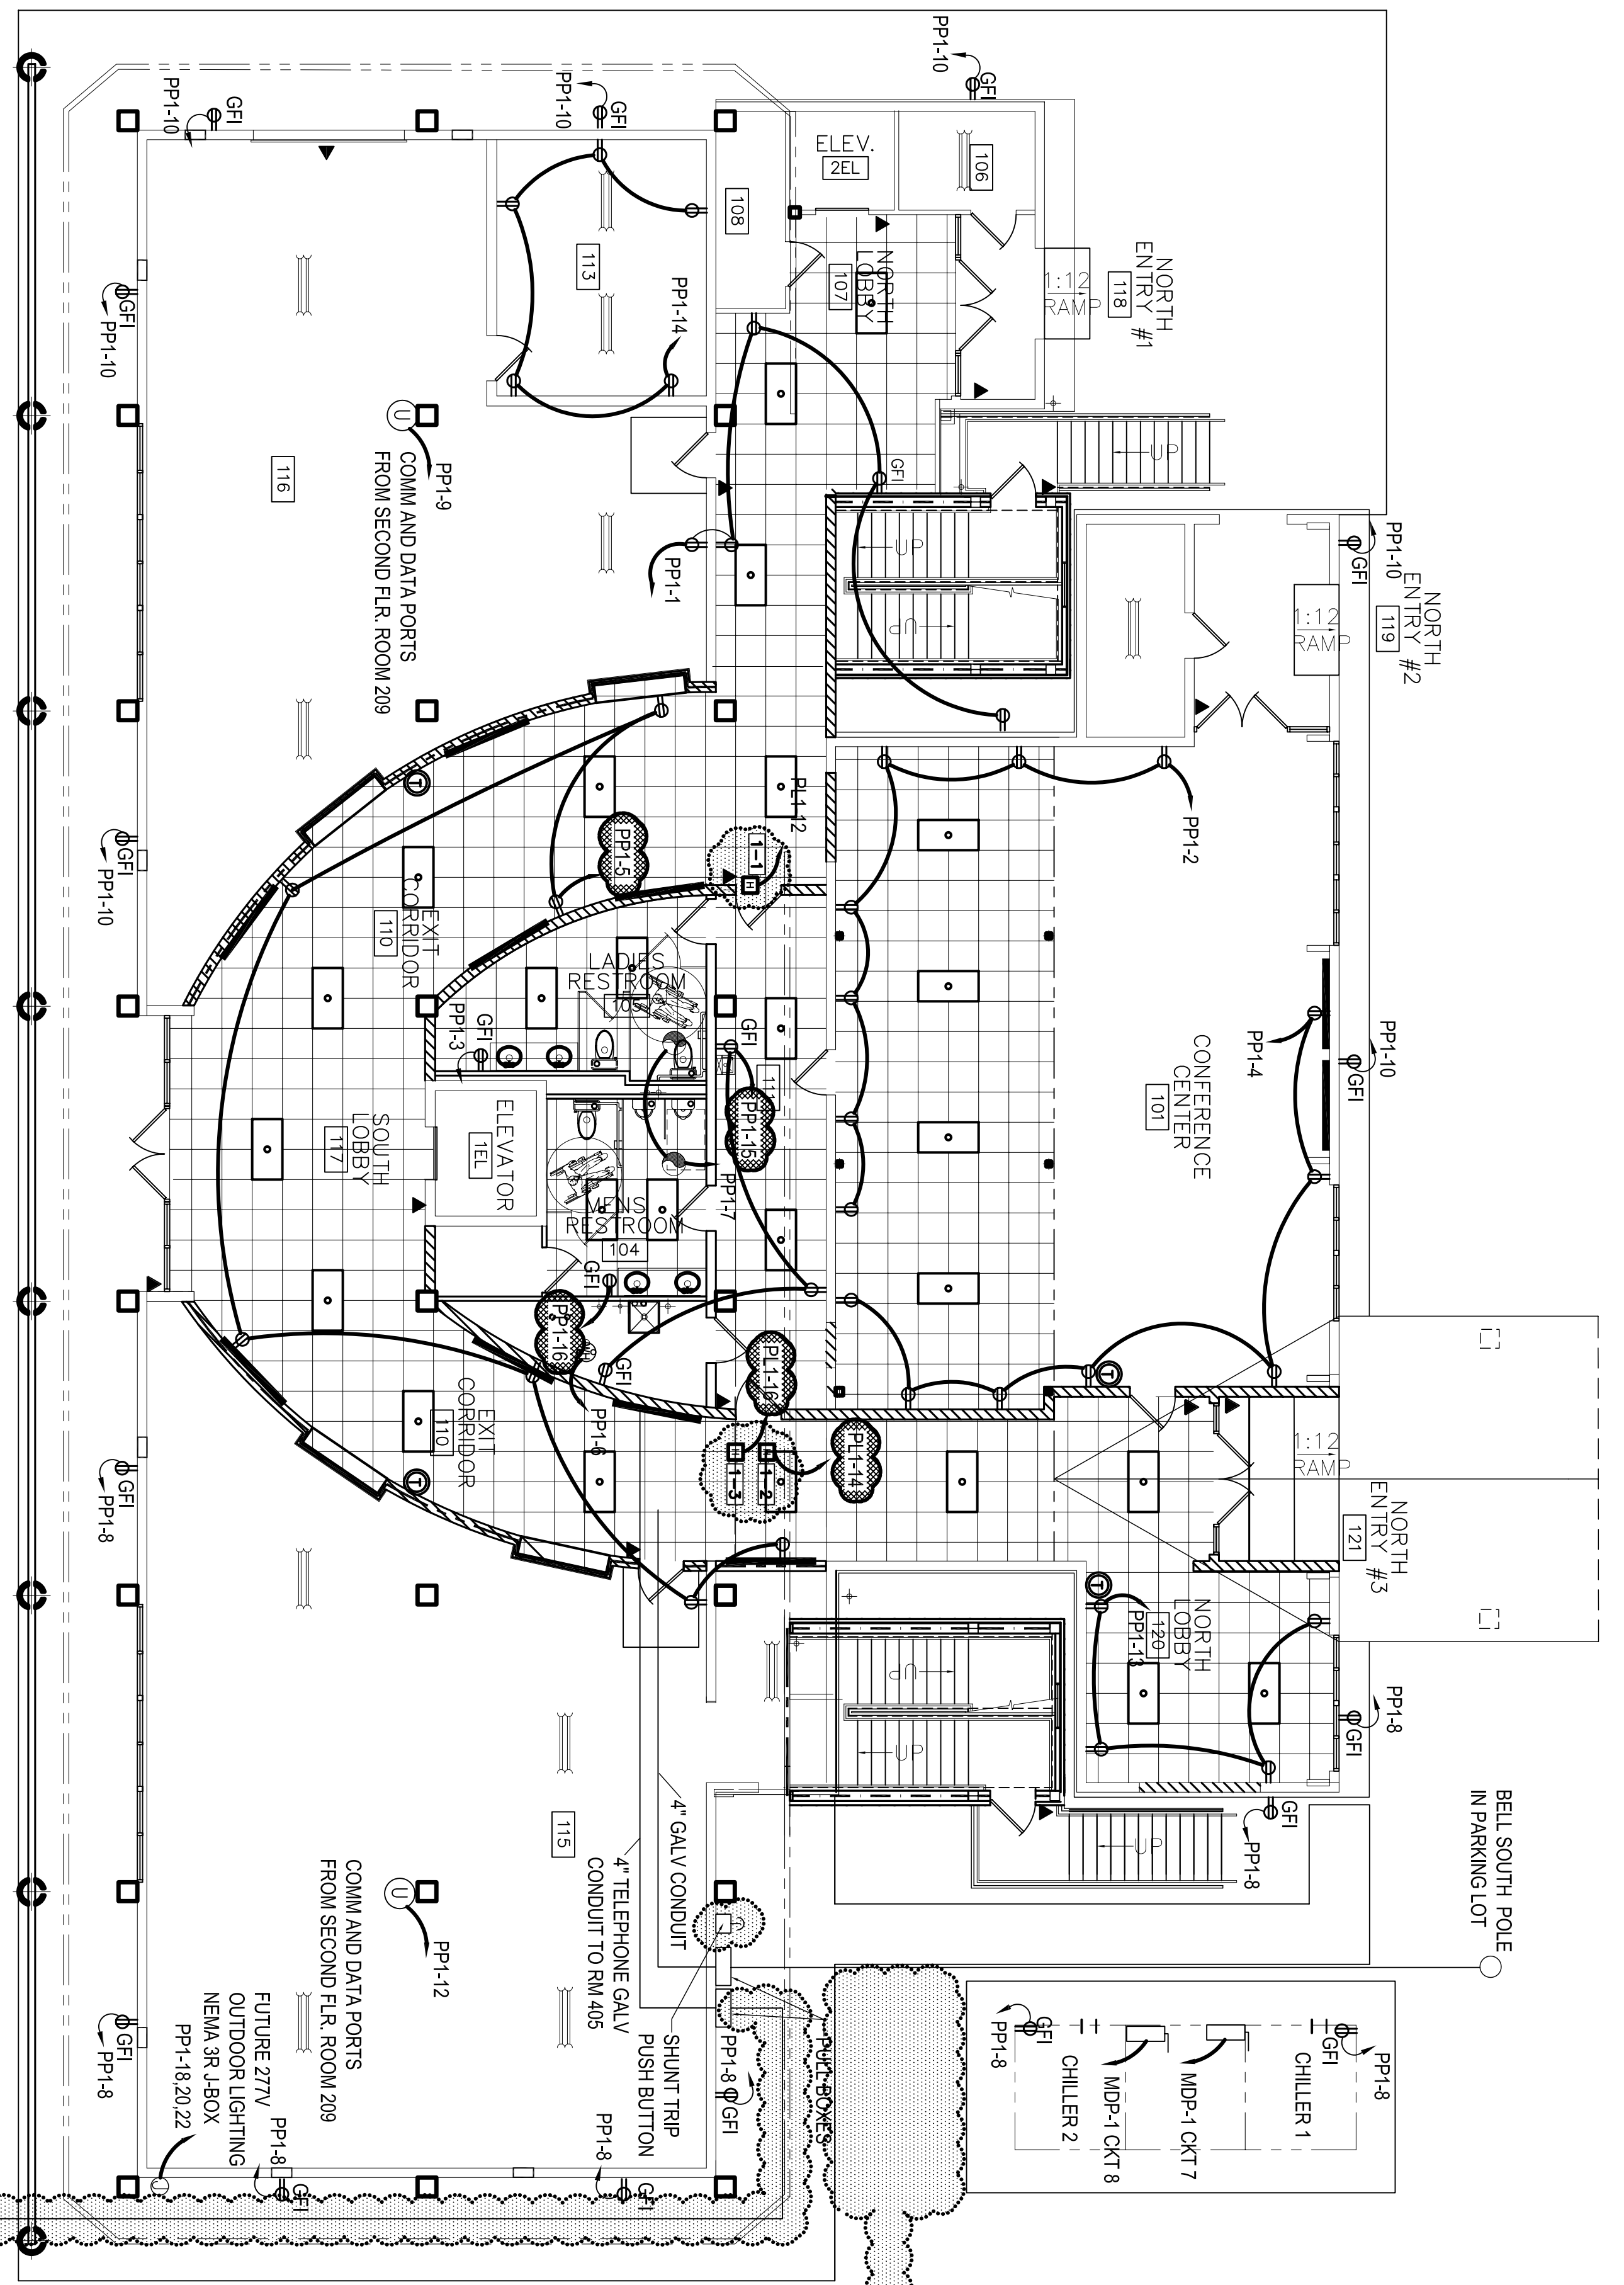 PP1-10
GFI
PP1-10
GFI
PP1-10
GFI
ELEV.
2EL
106
108
113
PP1-14
NORTH
LOBBY
107
NORTH
ENTRY #1
118
1:12
RAMP
GFI
PP1-10
UP
PP1-9
COMM AND DATA PORTS
FROM SECOND FLR. ROOM 209
U
116
GFI
PP1-1
UP
UP
PP1-10
GFI
NORTH
ENTRY #2
119
1:12
RAMP
PP1-2
PL1-12
1-1
H
PP1-5
T
EXIT
CORRIDOR
110
GFI
PP1-10
LADIES
RESTROOM
105
GFI
PP1-3
GFI
111
PP1-15
CONFERENCE
CENTER
101
PP1-4
PP1-10
GFI
SOUTH
LOBBY
117
ELEVATOR
1EL
PP1-7
MENS
RESTROOM
104
GFI
PP1-16
WH
GFI
PP1-6
PL1-16
PL1-14
H
H
1-3
1-2
T
T
EXIT
CORRIDOR
110
GFI
PP1-8
1:12
RAMP
NORTH
ENTRY #3
121
T
NORTH
LOBBY
120
PP1-13
PP1-8
GFI
GFI
PP1-8
UP
UP
UP
115
4" GALV CONDUIT
4" TELEPHONE GALV
CONDUIT TO RM 405
SHUNT TRIP
PUSH BUTTON
PULL BOXES
J
PP1-8
GFI
U
PP1-12
COMM AND DATA PORTS
FROM SECOND FLR. ROOM 209
GFI
PP1-8
FUTURE 277V
OUTDOOR LIGHTING
NEMA 3R J-BOX
PP1-18,20,22
J
PP1-8
GFI
PP1-8
GFI
BELL SOUTH POLE
IN PARKING LOT
PP1-8
GFI
CHILLER 1
MDP-1 CKT 7
MDP-1 CKT 8
CHILLER 2
GFI
PP1-8